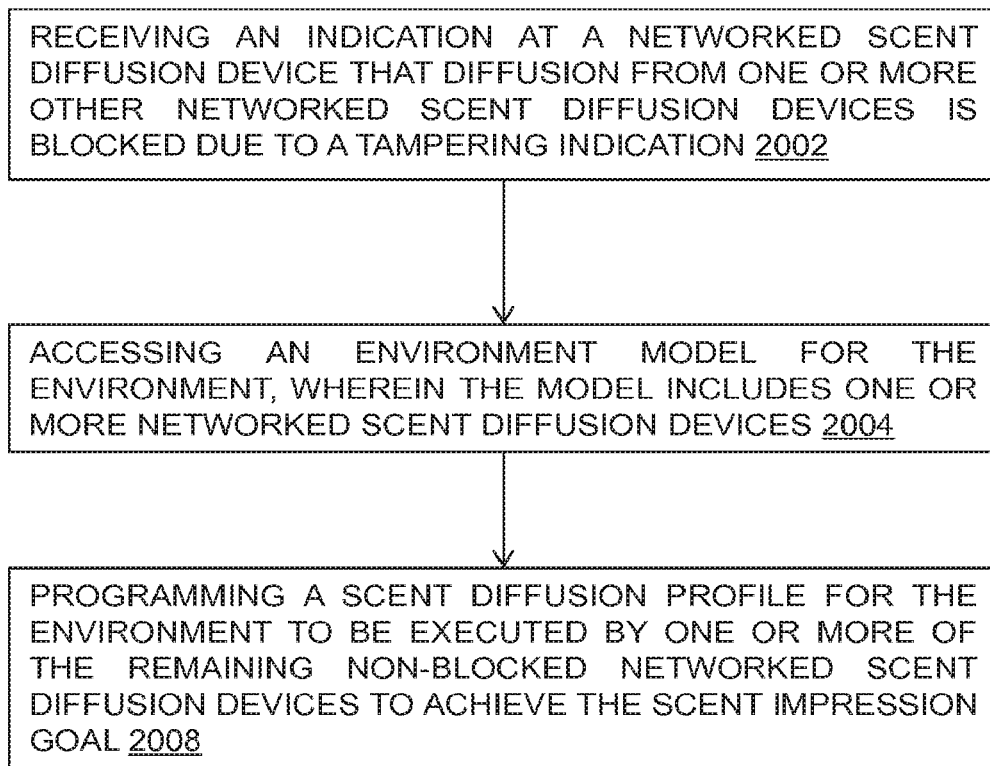 RECEIVING AN INDICATION AT A NETWORKED SCENT
DIFFUSION DEVICE THAT DIFFUSION FROM ONE OR MORE
OTHER NETWORKED SCENT DIFFUSION DEVICES IS
BLOCKED DUE TO A TAMPERING INDICATION 2002
ACCESSING AN ENVIRONMENT MODEL FOR THE
ENVIRONMENT, WHEREIN THE MODEL INCLUDES ONE OR
MORE NETWORKED SCENT DIFFUSION DEVICES 2004
PROGRAMMING A SCENT DIFFUSION PROFILE FOR THE
ENVIRONMENT TO BE EXECUTED BY ONE OR MORE OF
THE REMAINING NON-BLOCKED NETWORKED SCENT
DIFFUSION DEVICES TO ACHIEVE THE SCENT IMPRESSION
GOAL 2008